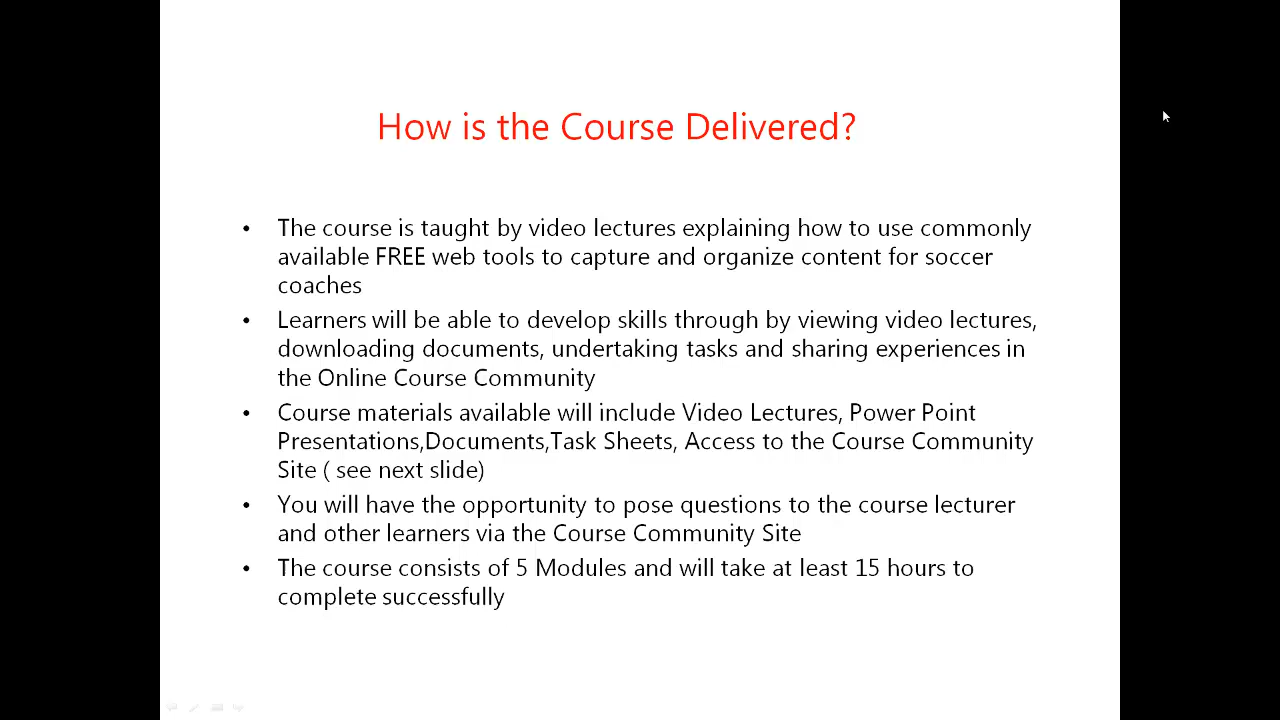 How is the Course Delivered?
• The course is taught by video lectures explaining how to use commonly
available FREE web tools to capture and organize content for soccer
coaches
• Learners will be able to develop skills through by viewing video lectures,
downloading documents, undertaking tasks and sharing experiences in
the Online Course Community
• Course materials available will include Video Lectures, Power Point
Presentations,Documents,Task Sheets, Access to the Course Community
Site ( see next slide)
• You will have the opportunity to pose questions to the course lecturer
and other learners via the Course Community Site
• The course consists of 5 Modules and will take at least 15 hours to
complete successfully